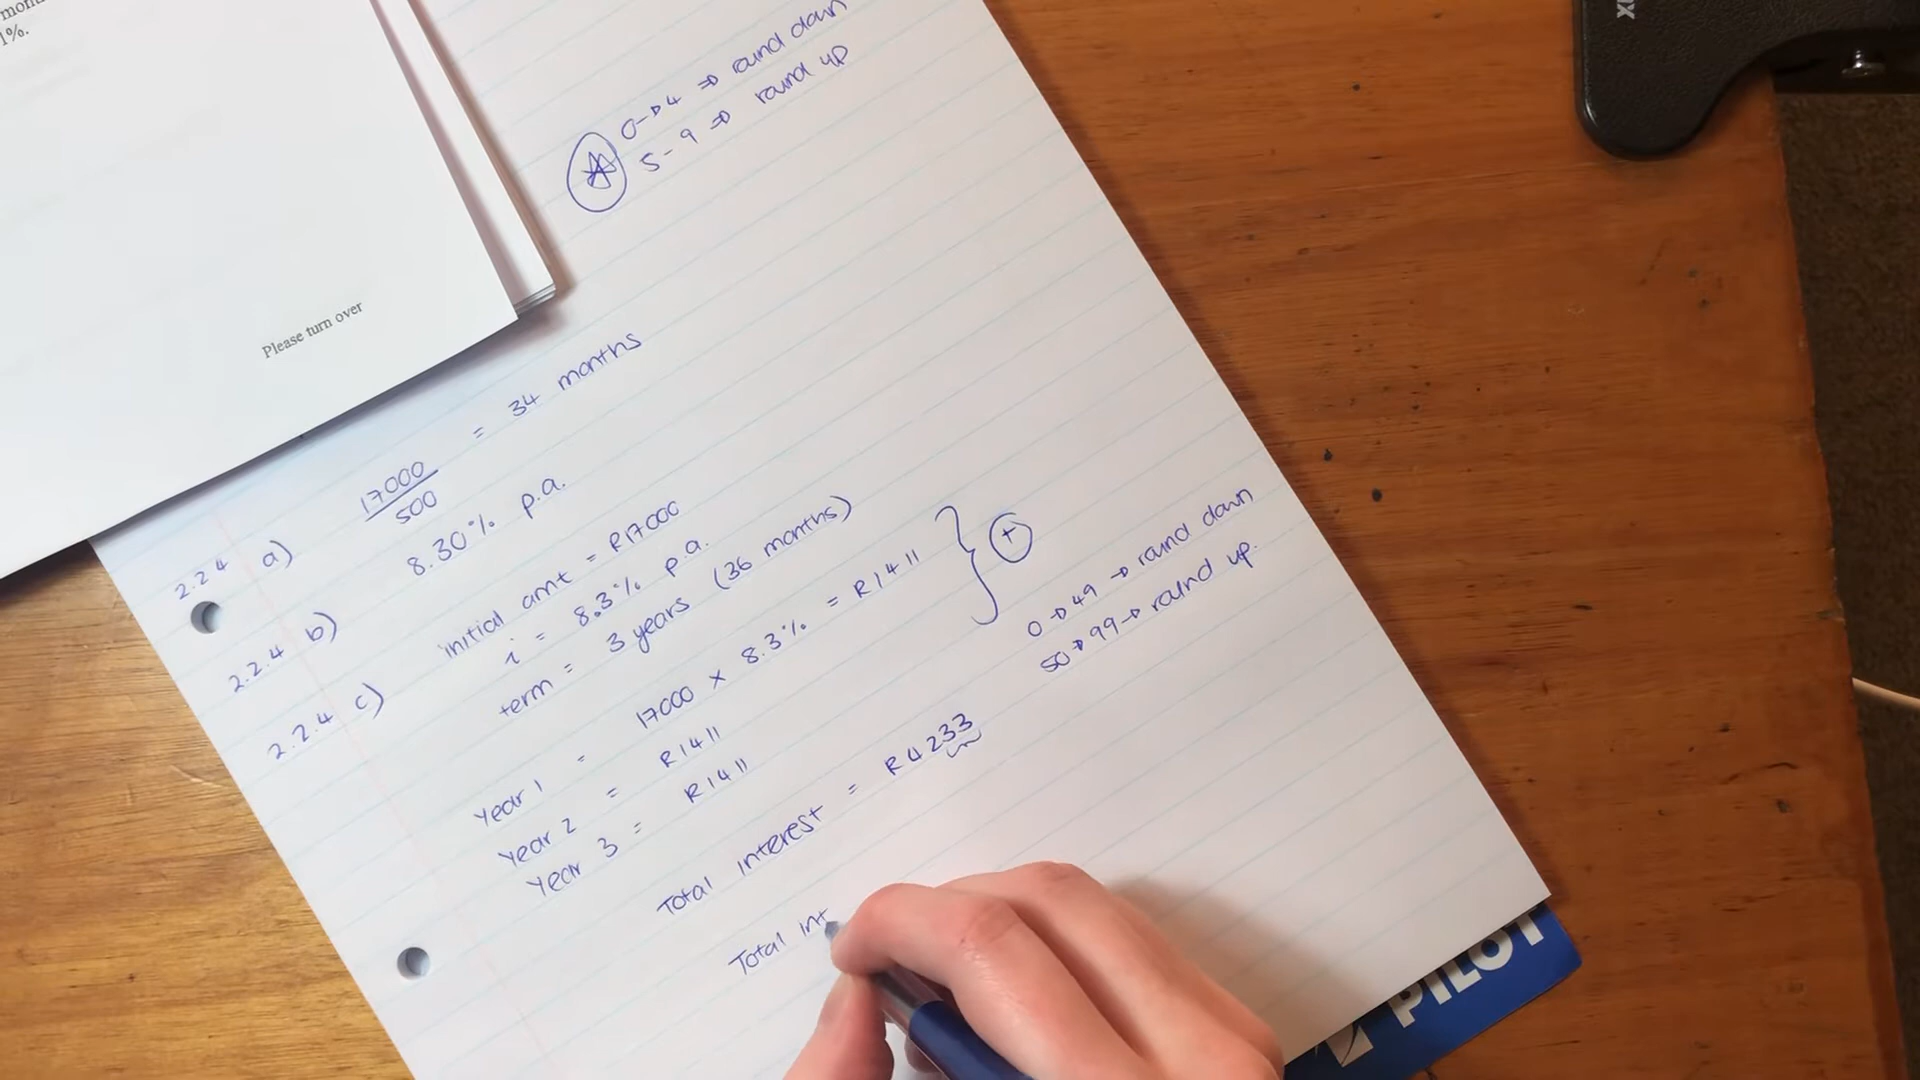 1%.
Please turn over
0→4 ⇒ round down
5-9 ⇒ round up
2.2.4 a) 17000/500 = 34 months
2.2.4 b) 8.30% p.a.
2.2.4 c) initial amt = R17000
i = 8.3% p.a.
term = 3 years (36 months)
Year 1 = 17000 × 8.3% = R1411
Year 2 = R1411
Year 3 = R1411
+
0→49 → round down
50→99→ round up.
Total interest = R4233
Total int
PILOT